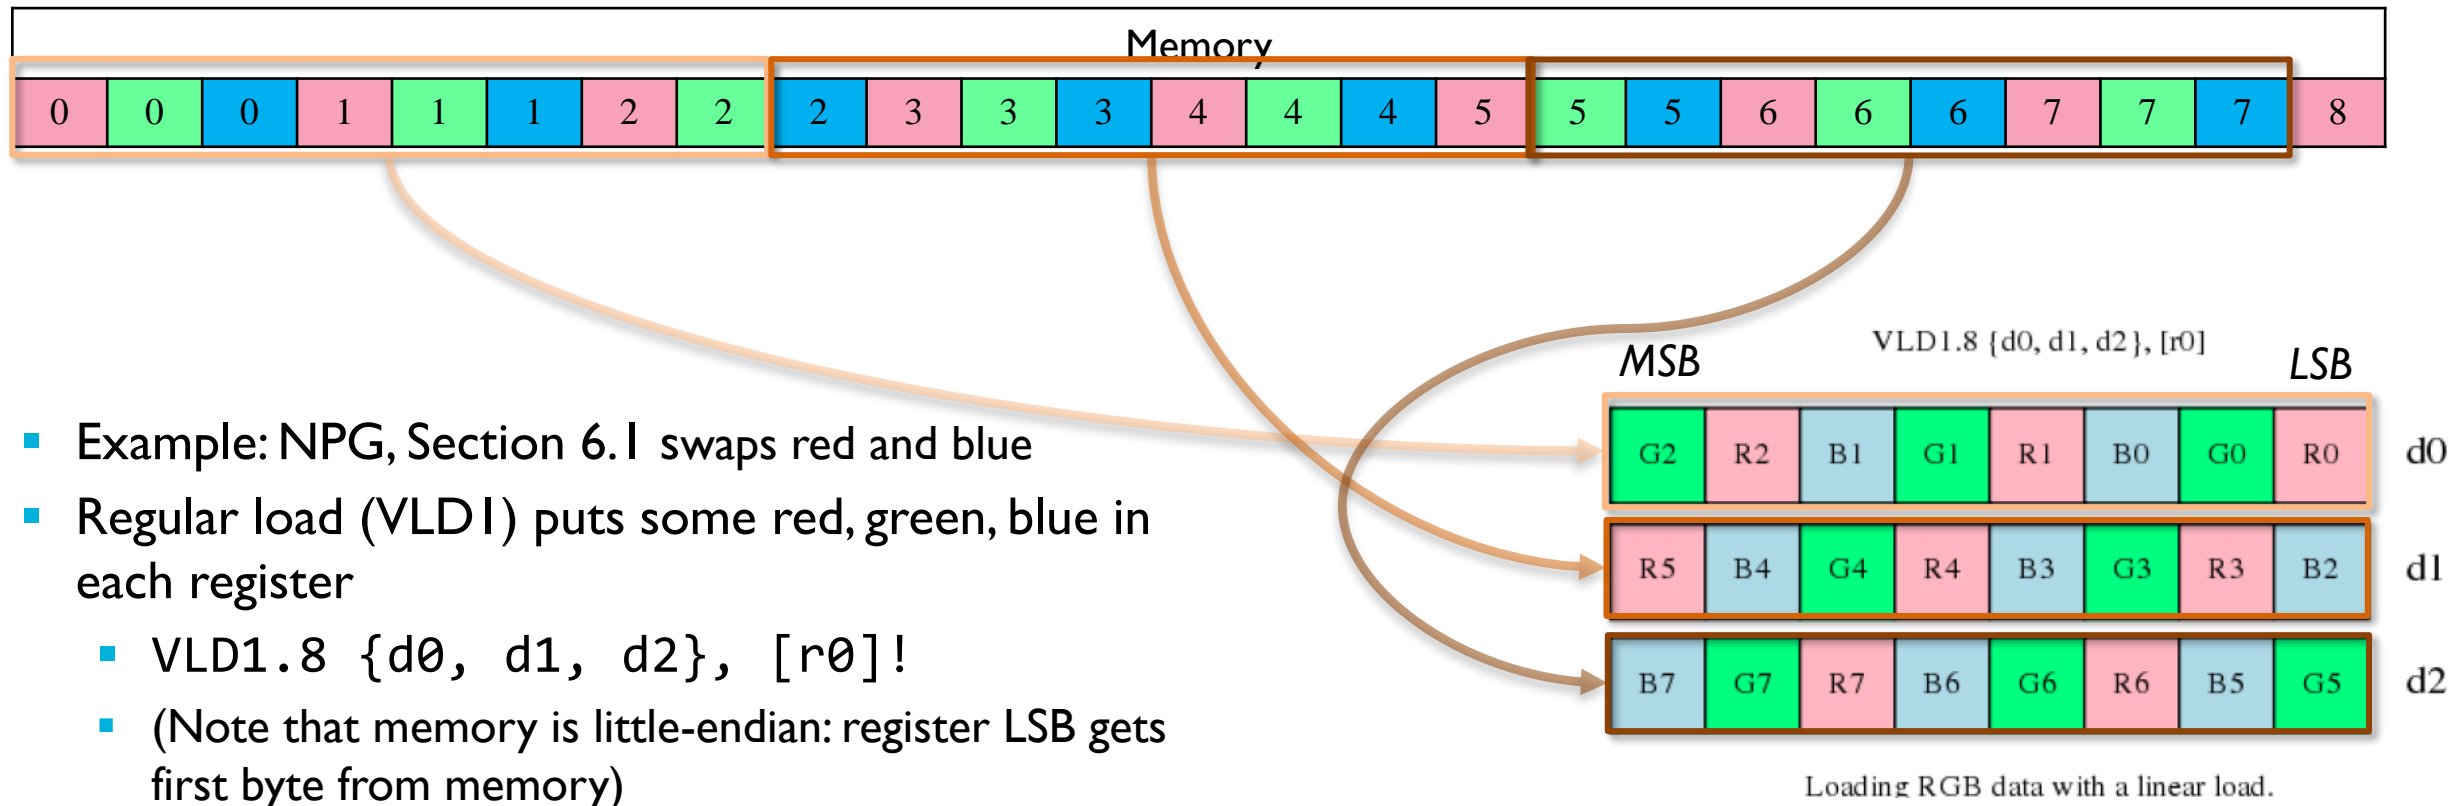 Memory
0 0 0 1 1 1 2 2 2 3 3 3 4 4 4 5 5 5 6 6 6 7 7 7 8
VLD1.8 {d0, d1, d2}, [r0]
MSB LSB
G2 R2 B1 G1 R1 B0 G0 R0 d0
R5 B4 G4 R4 B3 G3 R3 B2 d1
B7 G7 R7 B6 G6 R6 B5 G5 d2
Loading RGB data with a linear load.
Example: NPG, Section 6.1 swaps red and blue
Regular load (VLD1) puts some red, green, blue in
each register
VLD1.8 {d0, d1, d2}, [r0]!
(Note that memory is little-endian: register LSB gets
first byte from memory)